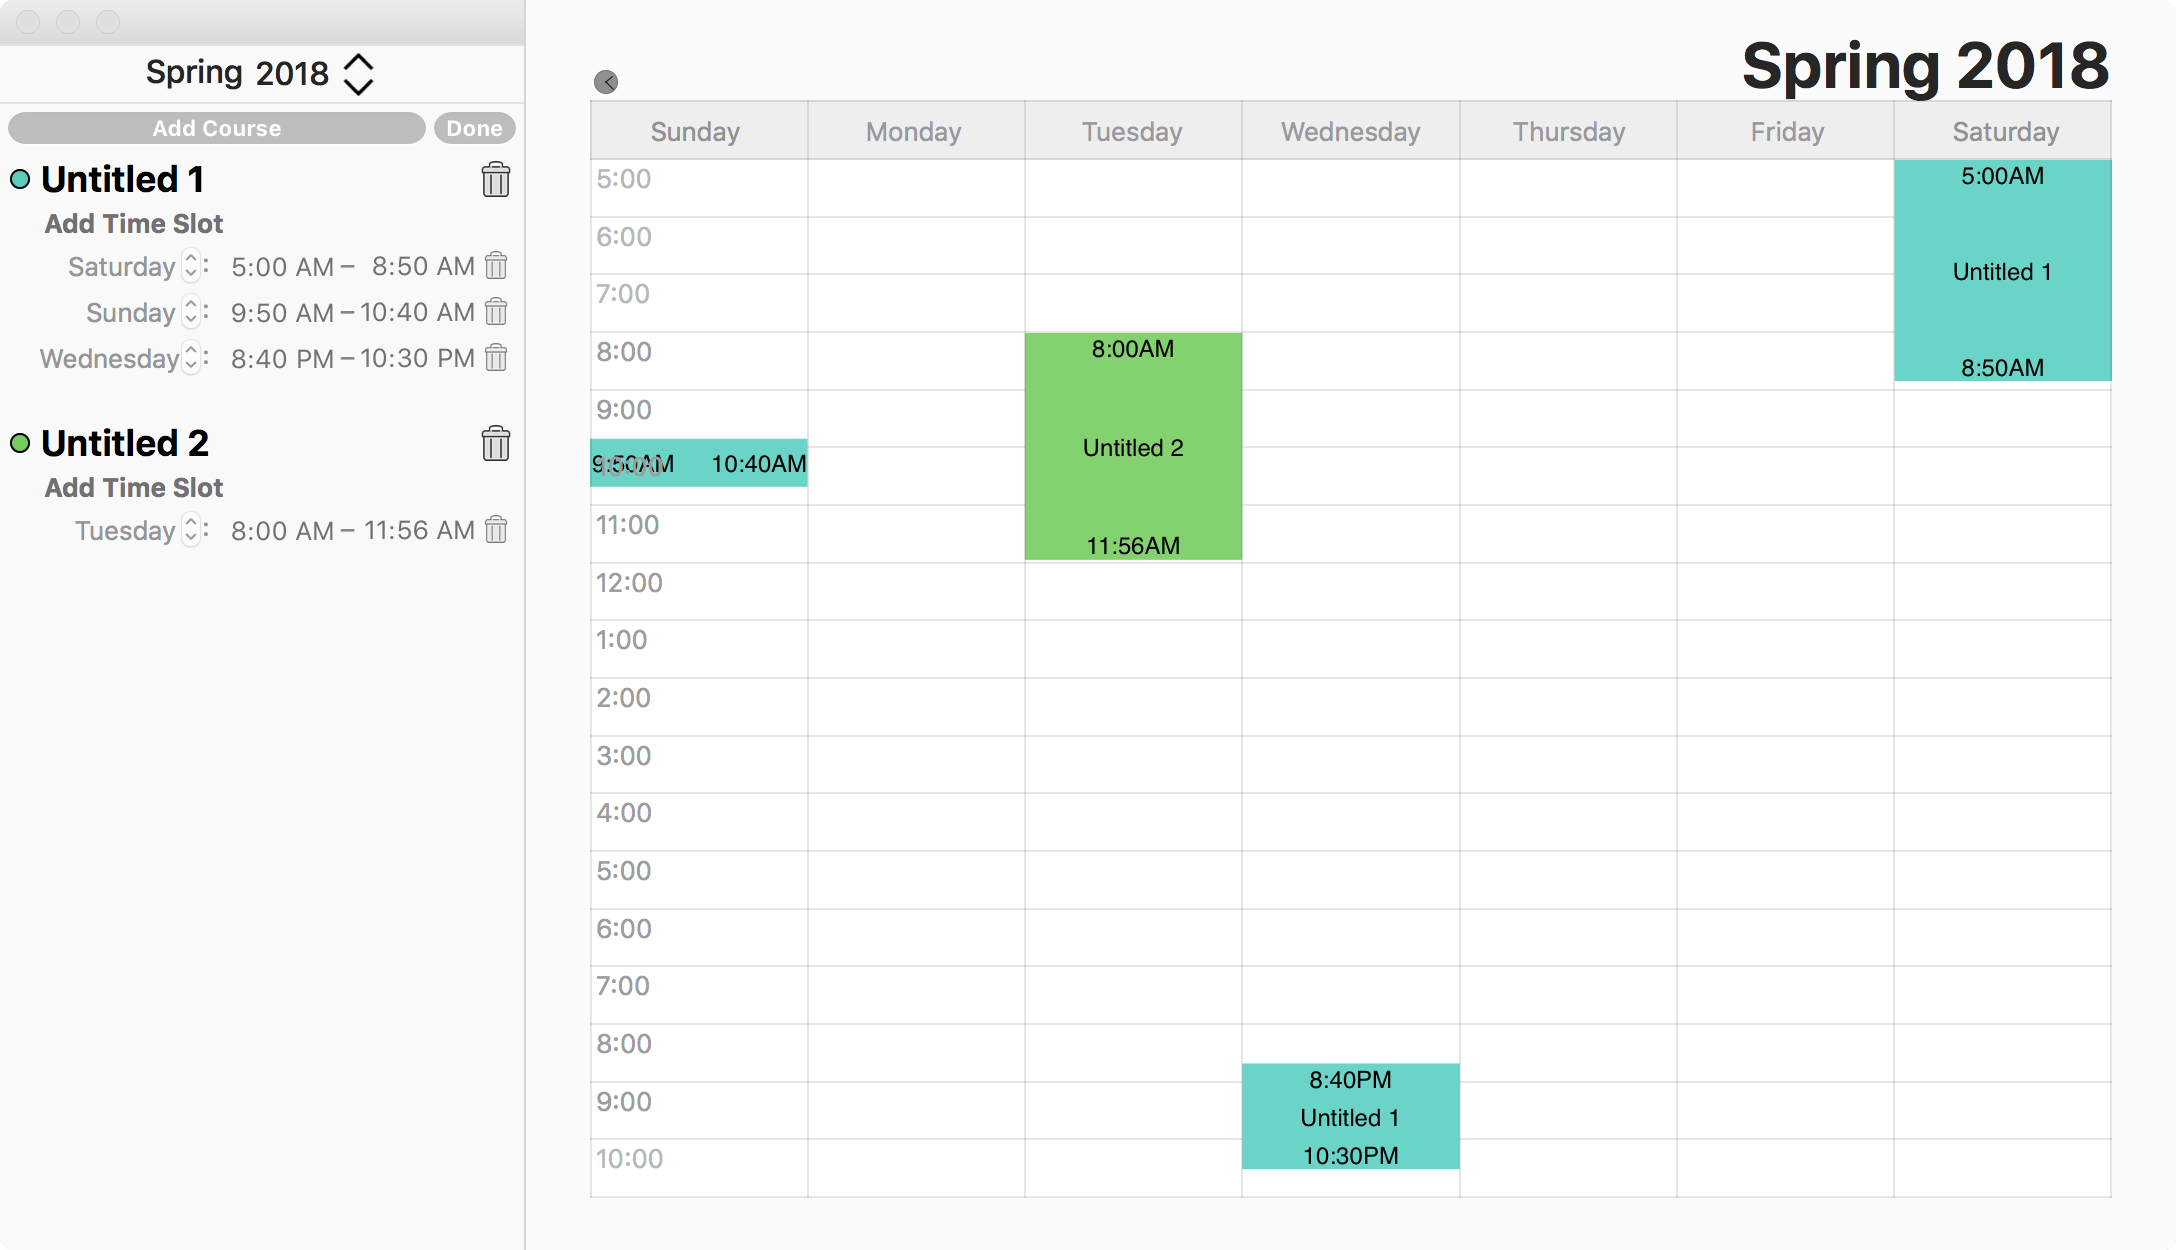 Spring 2018
Add Course Done
Untitled 1
Add Time Slot
Saturday : 5:00 AM – 8:50 AM
Sunday : 9:50 AM – 10:40 AM
Wednesday : 8:40 PM – 10:30 PM
Untitled 2
Add Time Slot
Tuesday : 8:00 AM – 11:56 AM
Spring 2018
Sunday Monday Tuesday Wednesday Thursday Friday Saturday
5:00
6:00
7:00
8:00
9:00
10:00
11:00
12:00
1:00
2:00
3:00
4:00
5:00
6:00
7:00
8:00
9:00
10:00
9:50AM 10:40AM
8:00AM
Untitled 2
11:56AM
8:40PM
Untitled 1
10:30PM
5:00AM
Untitled 1
8:50AM